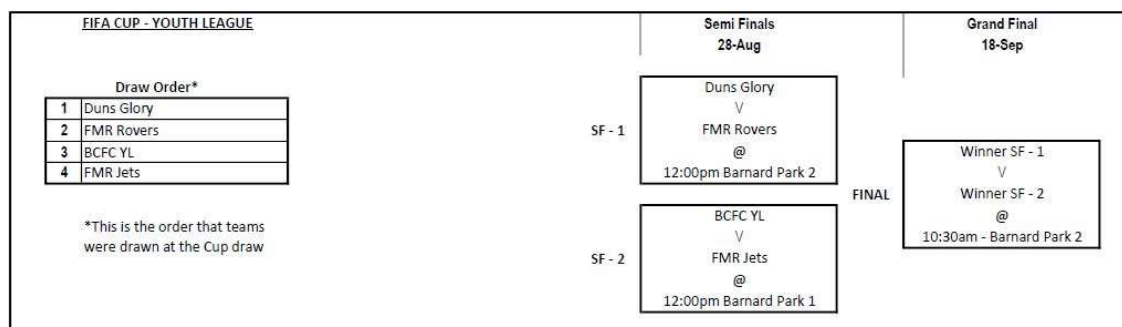 FIFA CUP - YOUTH LEAGUE
Semi Finals
28-Aug
Grand Final
18-Sep
Draw Order*
1 Duns Glory
2 FMR Rovers
3 BCFC YL
4 FMR Jets
*This is the order that teams
were drawn at the Cup draw
SF - 1
Duns Glory
V
FMR Rovers
@
12:00pm Barnard Park 2
SF - 2
BCFC YL
V
FMR Jets
@
12:00pm Barnard Park 1
FINAL
Winner SF - 1
V
Winner SF - 2
@
10:30am - Barnard Park 2